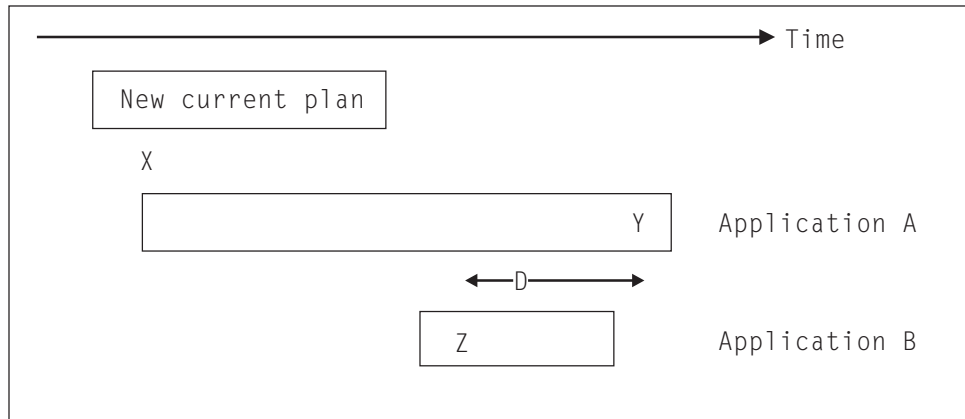 Time
New current plan
X
Y Application A
D
Z Application B